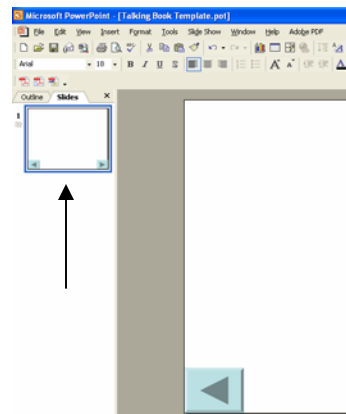 Microsoft PowerPoint - [Talking Book Template.pot]
File Edit View Insert Format Tools Slide Show Window Help Adobe PDF
Arial 18 B I U S
Outline Slides
1